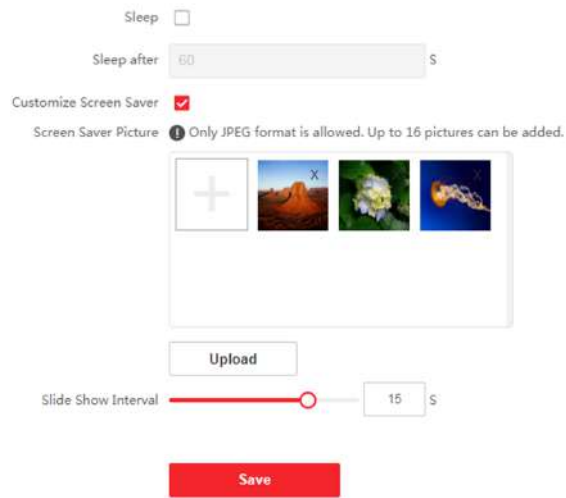 Sleep
Sleep after 60 S
Customize Screen Saver
Screen Saver Picture ! Only JPEG format is allowed. Up to 16 pictures can be added.
X X
Upload
Slide Show Interval 15 S
Save